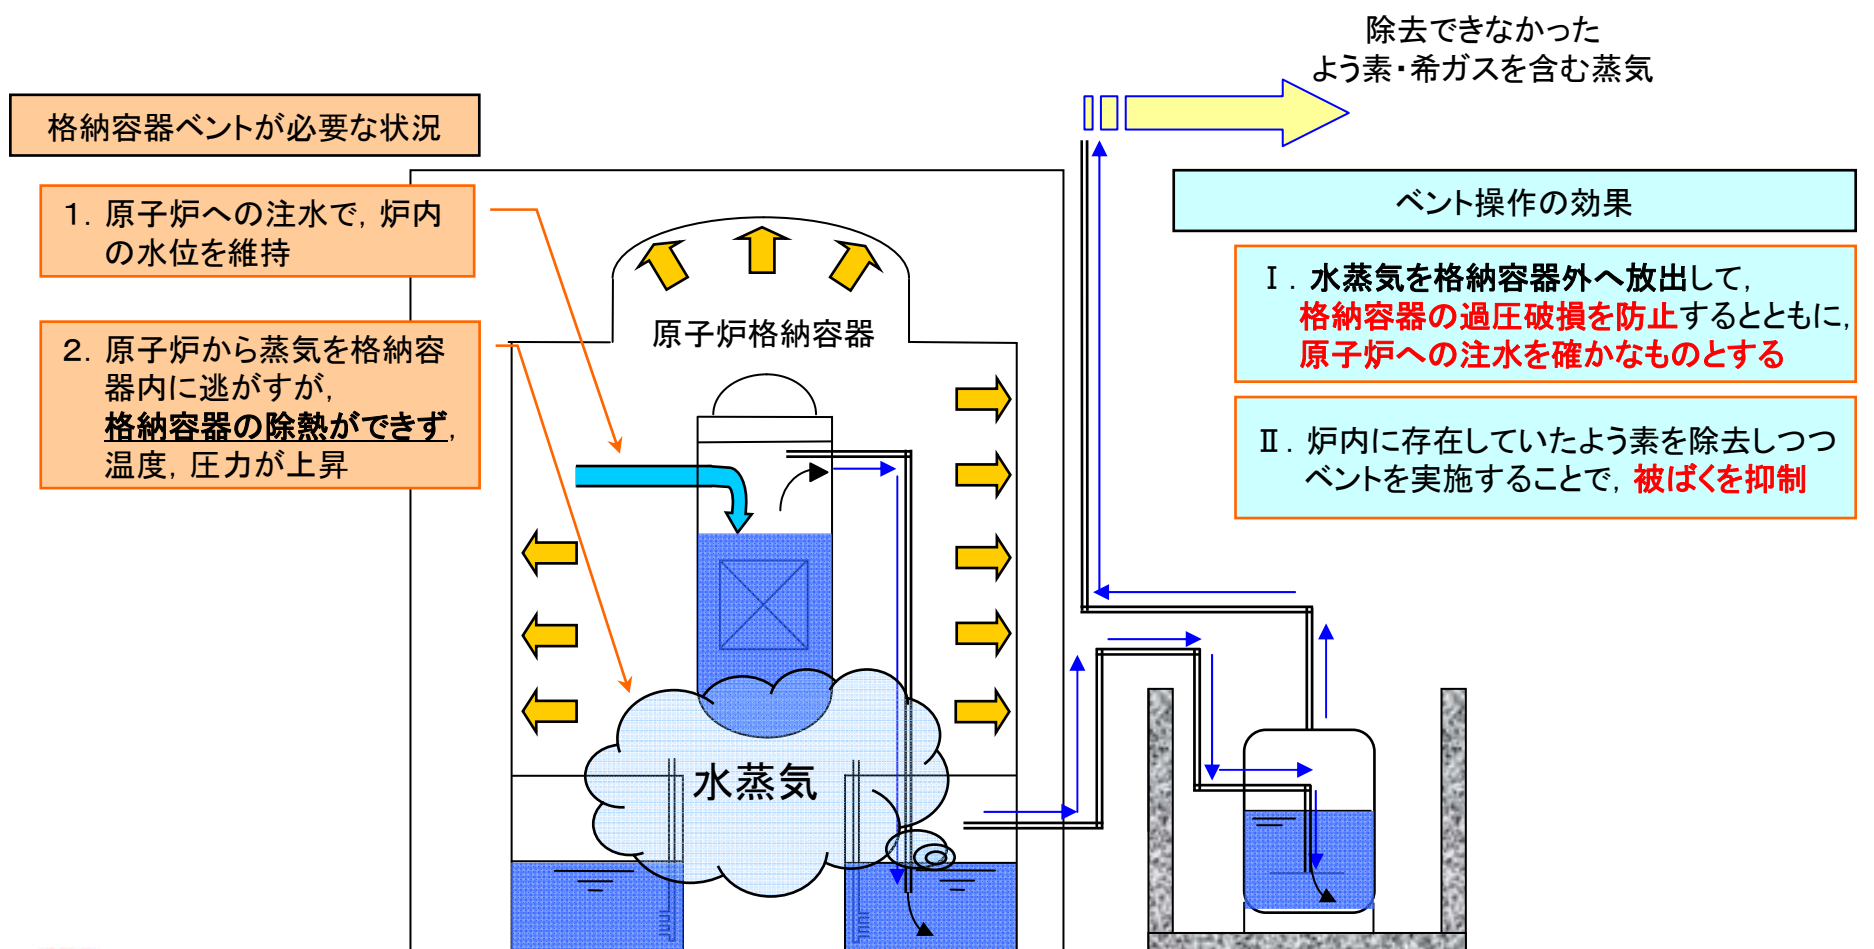 除去できなかった
よう素・希ガスを含む蒸気
格納容器ベントが必要な状況
1. 原子炉への注水で, 炉内
の水位を維持
2. 原子炉から蒸気を格納容
器内に逃がすが,
格納容器の除熱ができず,
温度, 圧力が上昇
原子炉格納容器
水蒸気
ベント操作の効果
Ⅰ. 水蒸気を格納容器外へ放出して,
格納容器の過圧破損を防止するとともに,
原子炉への注水を確かなものとする
Ⅱ. 炉内に存在していたよう素を除去しつつ
ベントを実施することで, 被ばくを抑制